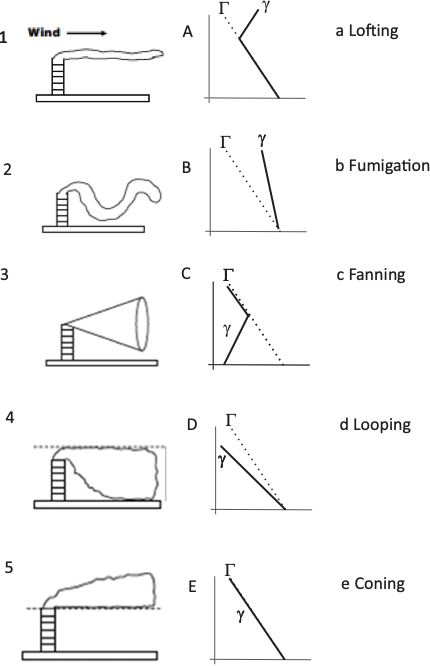 Γ γ
1 Wind A a Lofting
Γ γ
2 B b Fumigation
3 C Γ c Fanning
γ
4 D Γ d Looping
γ
5 E Γ e Coning
γ